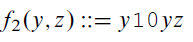 f₂(y, z) ::= y10yz